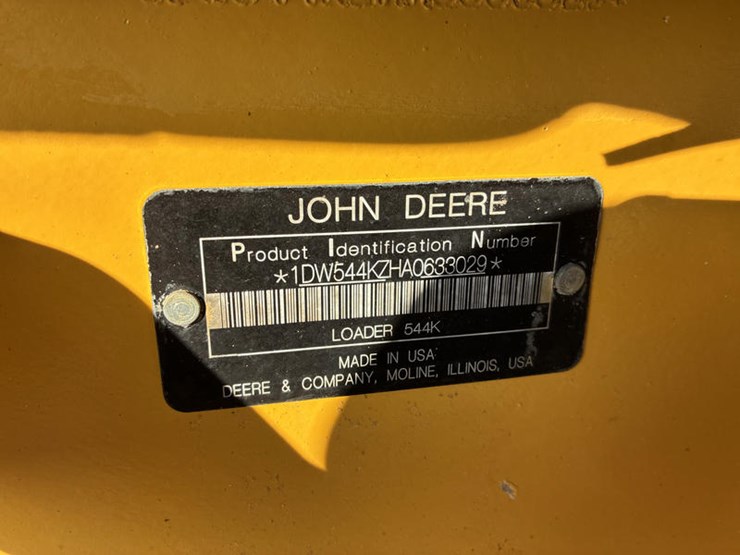 JOHN DEERE
Product Identification Number
*1DW544KZHA0633029*
LOADER 544K
MADE IN USA
DEERE & COMPANY, MOLINE, ILLINOIS, USA